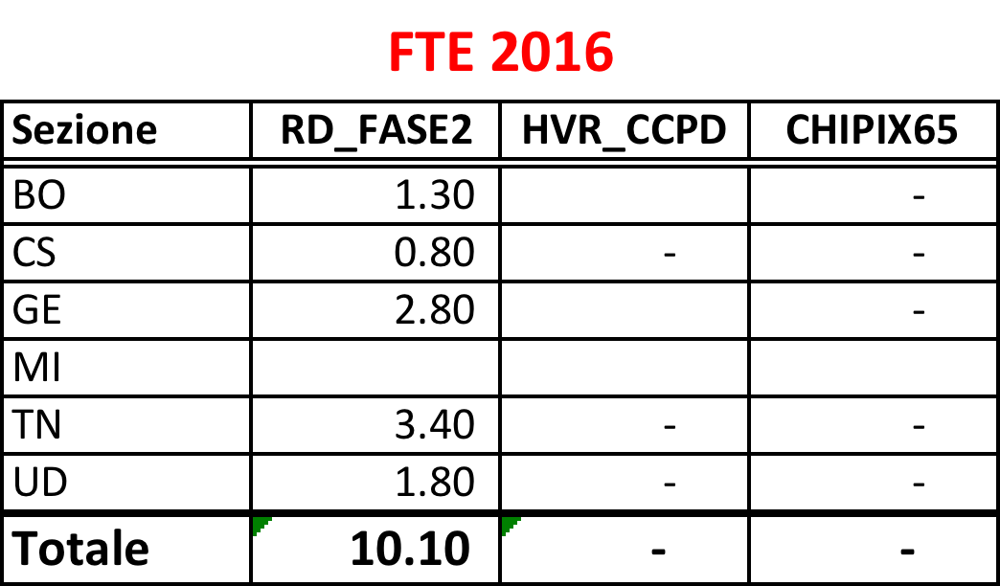 FTE 2016
Sezione RD_FASE2 HVR_CCPD CHIPIX65
BO 1.30 -
CS 0.80 - -
GE 2.80 -
MI
TN 3.40 - -
UD 1.80 - -
Totale 10.10 - -